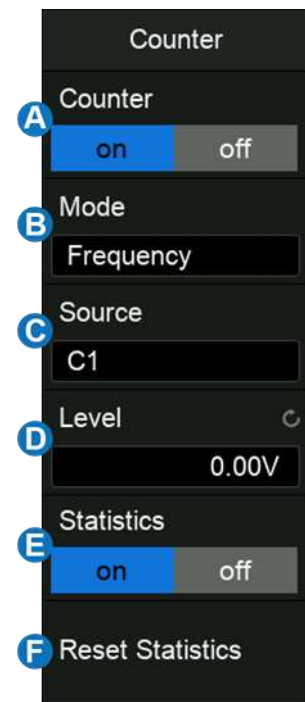 Counter
A Counter
on off
B Mode
Frequency
C Source
C1
D Level
0.00V
E Statistics
on off
F Reset Statistics